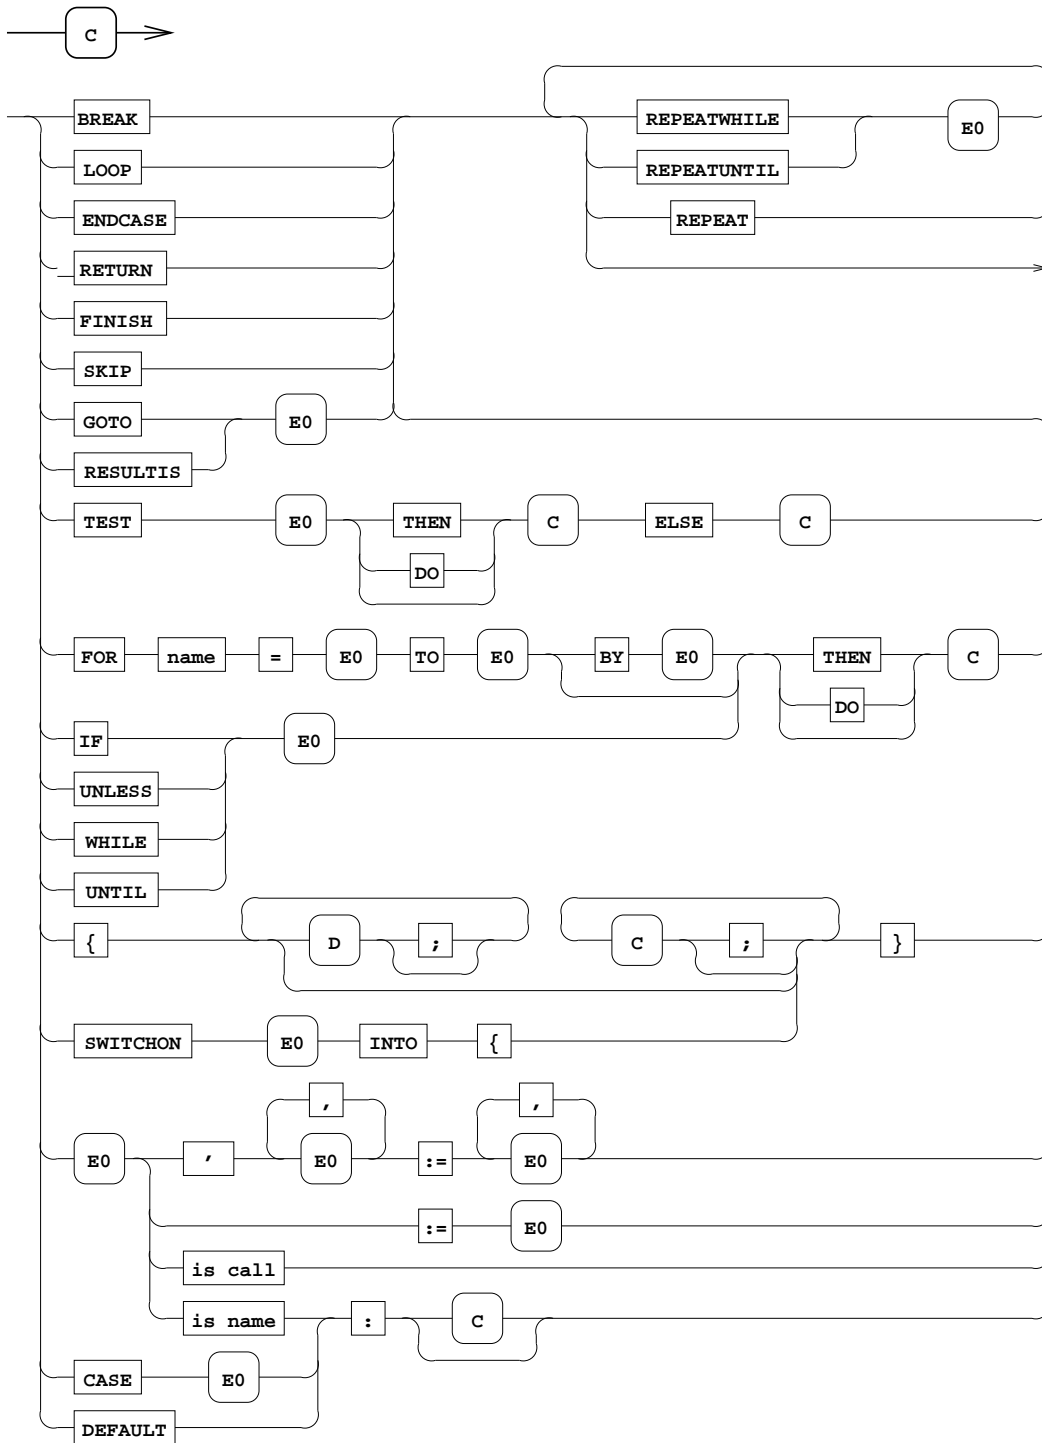 C
BREAK REPEATWHILE E0
LOOP REPEATUNTIL
ENDCASE REPEAT
RETURN
FINISH
SKIP
GOTO E0
RESULTIS
TEST E0 THEN C ELSE C
DO
FOR name = E0 TO E0 BY E0 THEN C
DO
IF E0
UNLESS
WHILE
UNTIL
{ D ; C ; }
SWITCHON E0 INTO {
, ,
E0 ′ E0 := E0
:= E0
is call
is name : C
CASE E0
DEFAULT